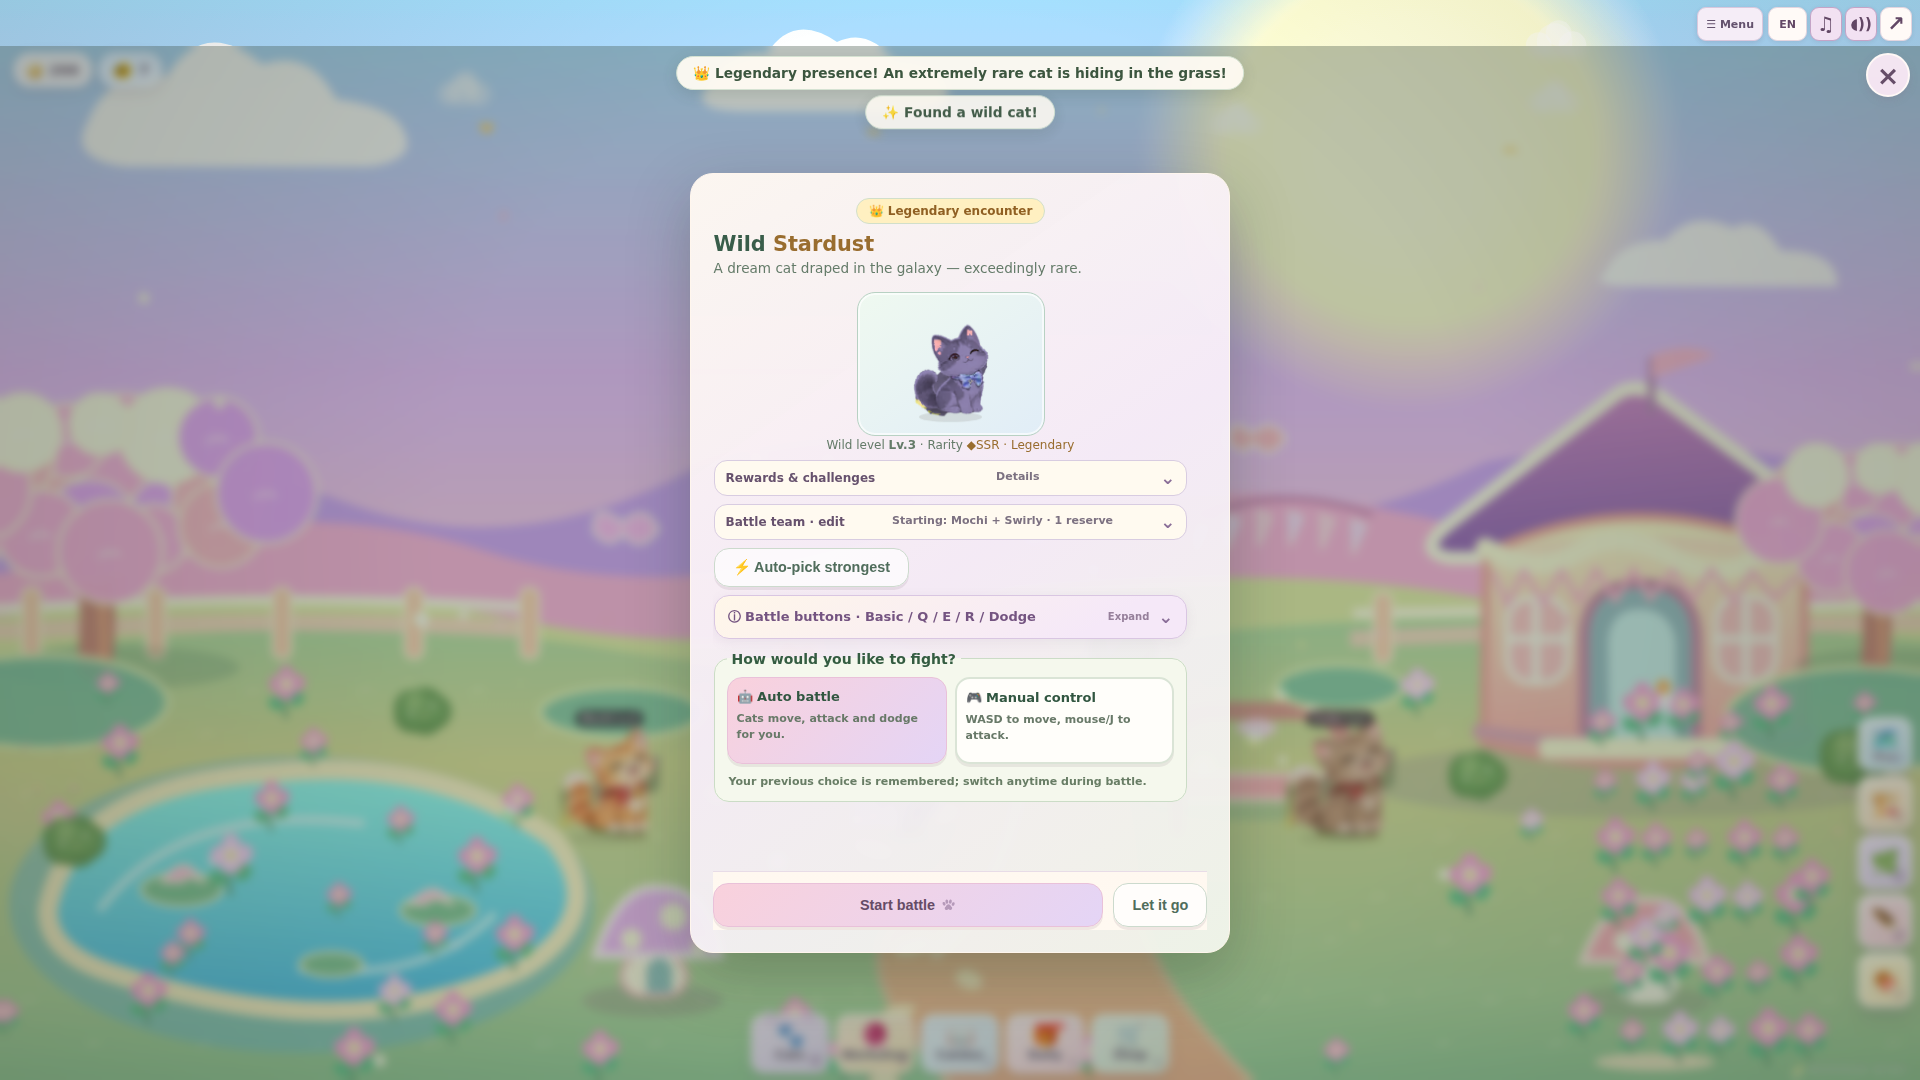 ☰ Menu
EN
👑 Legendary presence! An extremely rare cat is hiding in the grass!
✨ Found a wild cat!
👑 Legendary encounter
Wild Stardust
A dream cat draped in the galaxy — exceedingly rare.
Wild level Lv.3 · Rarity ◆SSR · Legendary
Rewards & challenges Details
Battle team · edit Starting: Mochi + Swirly · 1 reserve
⚡ Auto-pick strongest
ⓘ Battle buttons · Basic / Q / E / R / Dodge Expand
How would you like to fight?
🤖 Auto battle
Cats move, attack and dodge
for you.
🎮 Manual control
WASD to move, mouse/J to
attack.
Your previous choice is remembered; switch anytime during battle.
Start battle 🐾
Let it go